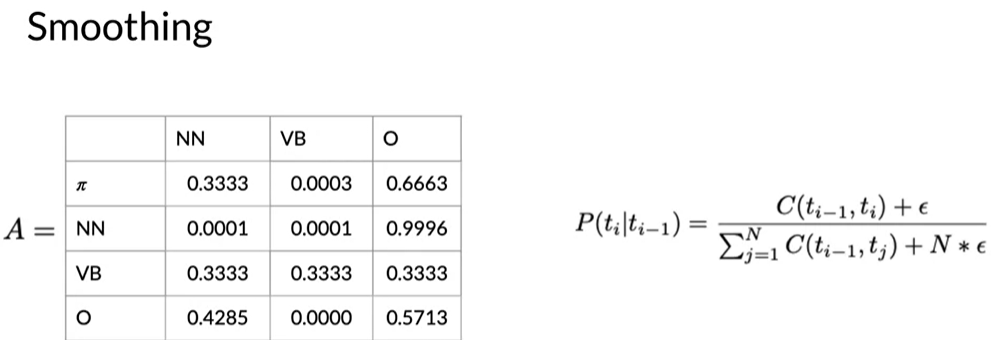 Smoothing
NN VB O
π 0.3333 0.0003 0.6663
A = NN 0.0001 0.0001 0.9996
VB 0.3333 0.3333 0.3333
O 0.4285 0.0000 0.5713
P(t_i|t_{i-1}) = \frac{C(t_{i-1}, t_i) + ϵ}{\sum_{j=1}^{N} C(t_{i-1}, t_j) + N * ϵ}